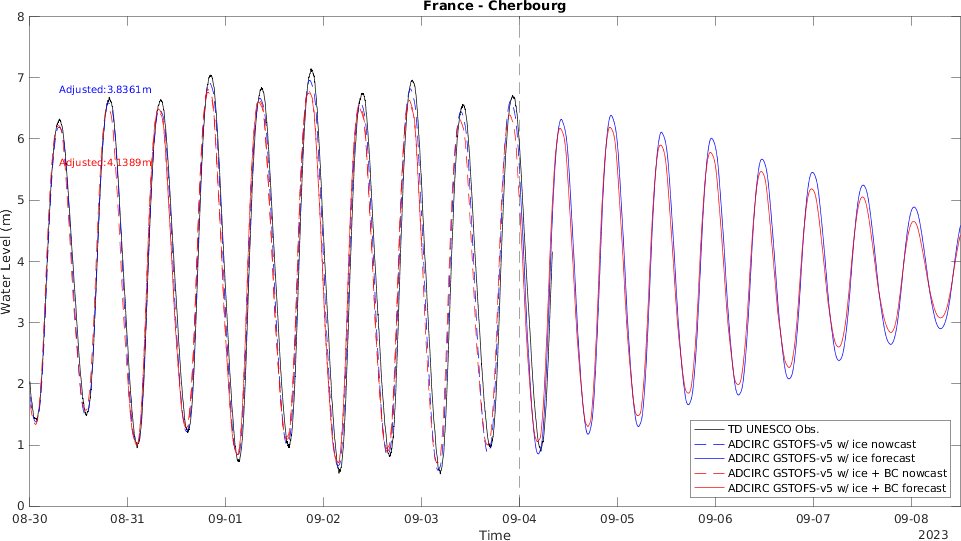 France - Cherbourg
8
7
Adjusted:3.8361m
6
Adjusted:4.1389m
5
Water Level (m)
4
3
2
1
0
TD UNESCO Obs.
ADCIRC GSTOFS-v5 w/ ice nowcast
ADCIRC GSTOFS-v5 w/ ice forecast
ADCIRC GSTOFS-v5 w/ ice + BC nowcast
ADCIRC GSTOFS-v5 w/ ice + BC forecast
08-30 08-31 09-01 09-02 09-03 09-04 09-05 09-06 09-07 09-08
Time
2023